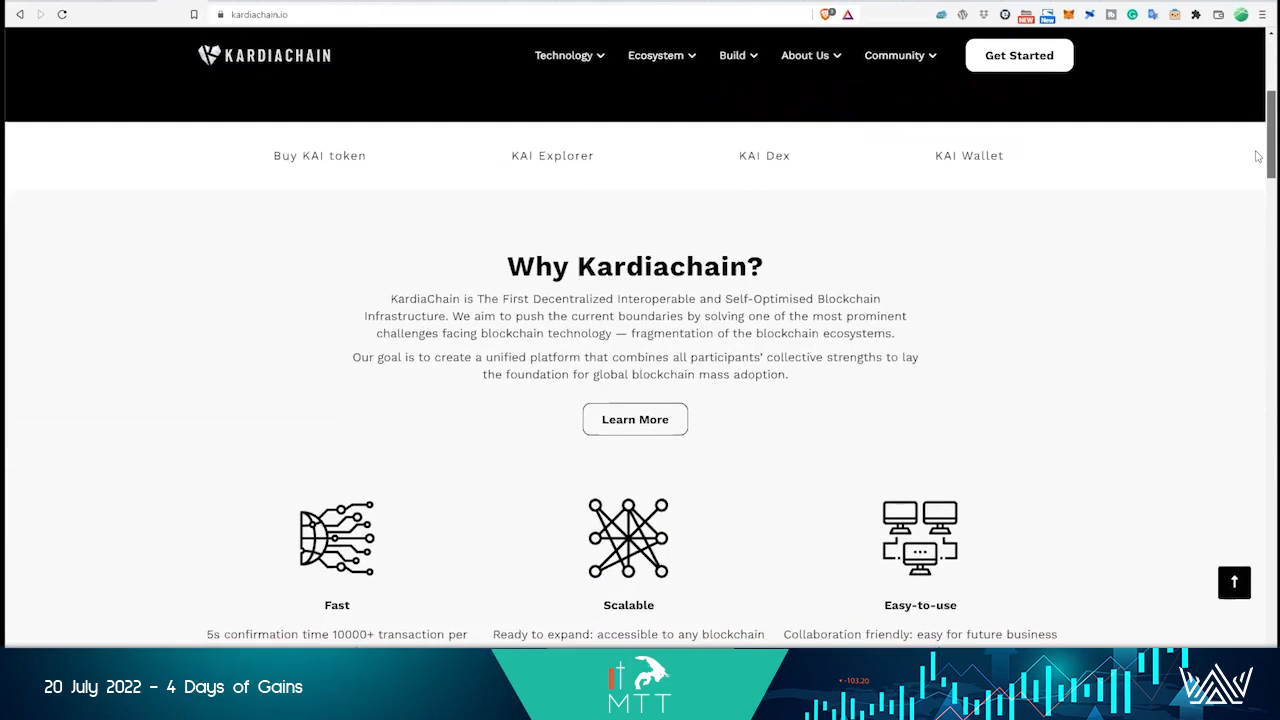 kardiachain.io
New
New
KARDIACHAIN
Technology
Ecosystem
Build
About Us
Community
Get Started
Buy KAI token
KAI Explorer
KAI Dex
KAI Wallet
Why Kardiachain?
KardiaChain is The First Decentralized Interoperable and Self-Optimised Blockchain
Infrastructure. We aim to push the current boundaries by solving one of the most prominent
challenges facing blockchain technology — fragmentation of the blockchain ecosystems.
Our goal is to create a unified platform that combines all participants’ collective strengths to lay
the foundation for global blockchain mass adoption.
Learn More
Fast
Scalable
Easy-to-use
5s confirmation time 10000+ transaction per
Ready to expand: accessible to any blockchain
Collaboration friendly: easy for future business
20 July 2022 - 4 Days of Gains
it
MTT
-103.20